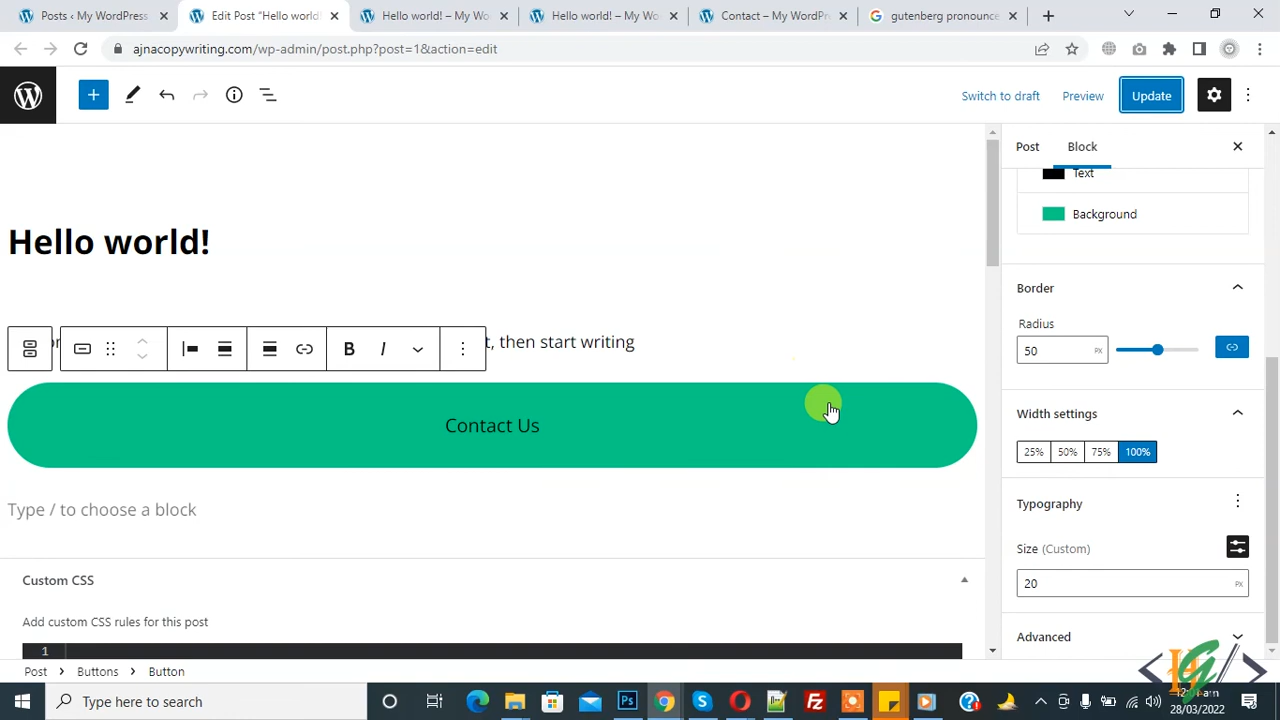 Posts ‹ My WordPress
Edit Post "Hello world!
Hello world! – My Wo
Hello world! – My Wo
Contact – My WordPr
gutenberg pronounce
ajnacopywriting.com/wp-admin/post.php?post=1&action=edit
Switch to draft
Preview
Update
Post
Block
Text
Background
Hello world!
Border
Radius
t, then start writing
50
PX
B
I
Contact Us
Width settings
25%
50%
75%
100%
Type / to choose a block
Typography
Size (Custom)
20
PX
Custom CSS
Add custom CSS rules for this post
1
Advanced
Post > Buttons > Button
Type here to search
28/03/2022